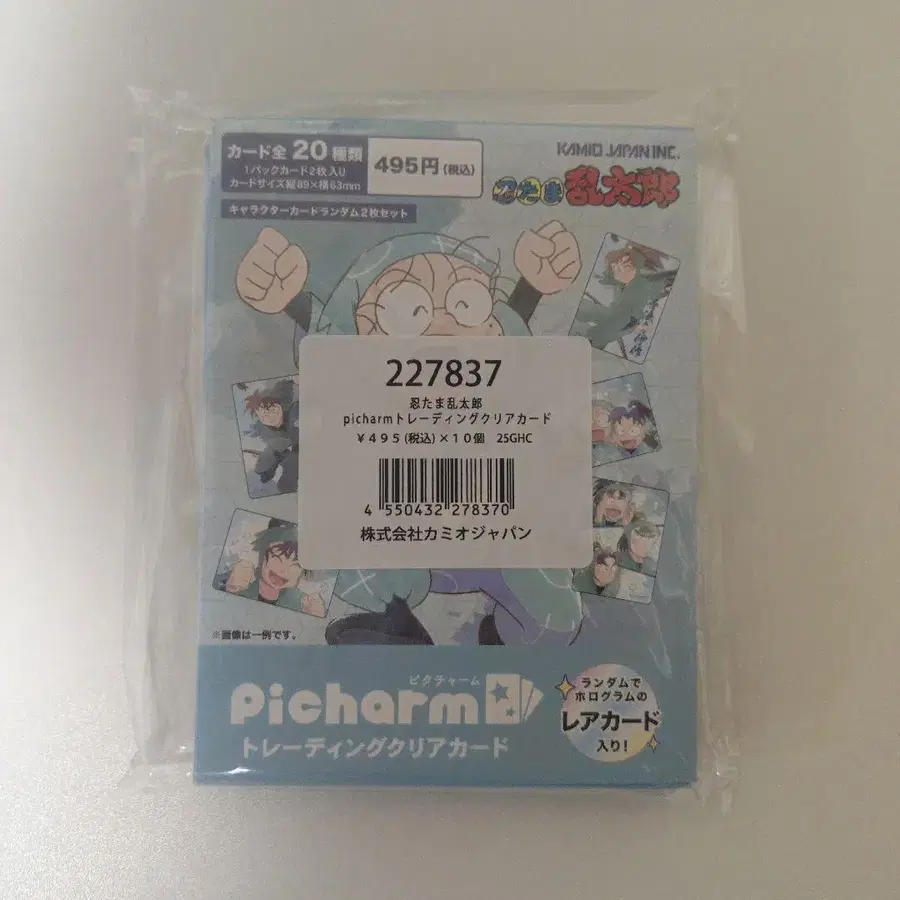 カード全20種類
1パックカード2枚入り
カードサイズ縦89×横63mm
495円(税込)
キャラクターカードランダム2枚セット
KAMIO JAPAN INC.
忍たま乱太郎
227837
忍たま乱太郎
picharmトレーディングクリアカード
¥495(税込)×10個 25GHC
4 550432 278370
株式会社カミオジャパン
※画像は一例です。
ピクチャーム
Picharm
トレーディングクリアカード
ランダムで
ホログラムの
レアカード
入り!